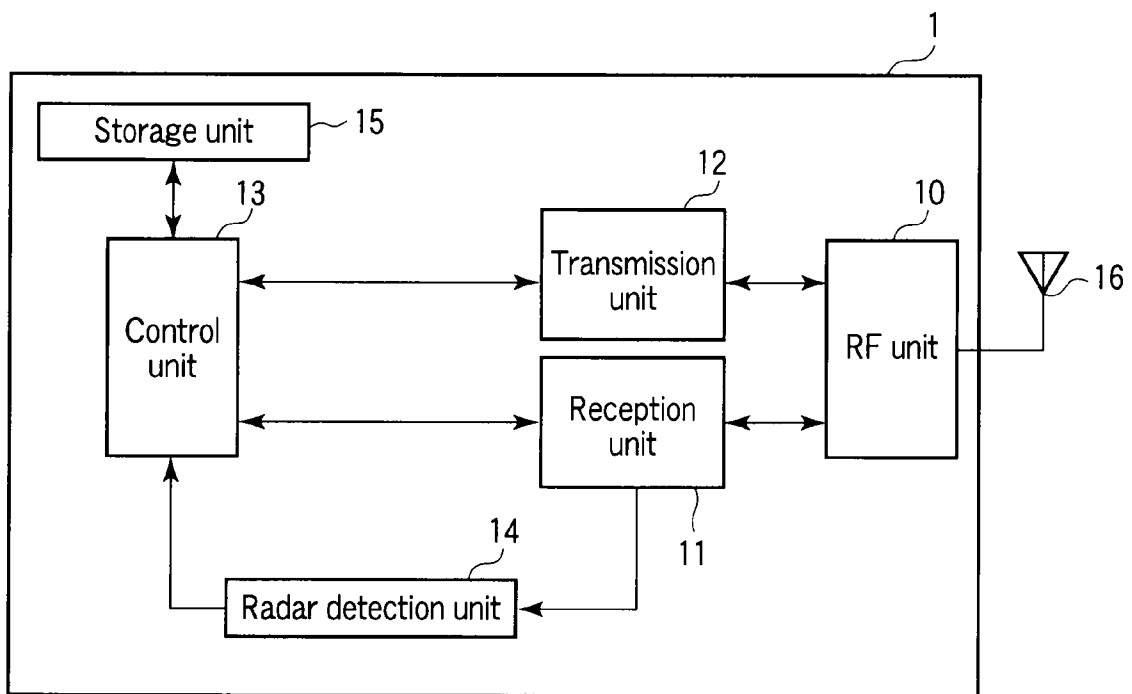 1
Storage unit
15
13
12
10
Transmission
unit
16
Control
unit
RF unit
Reception
unit
11
14
Radar detection unit